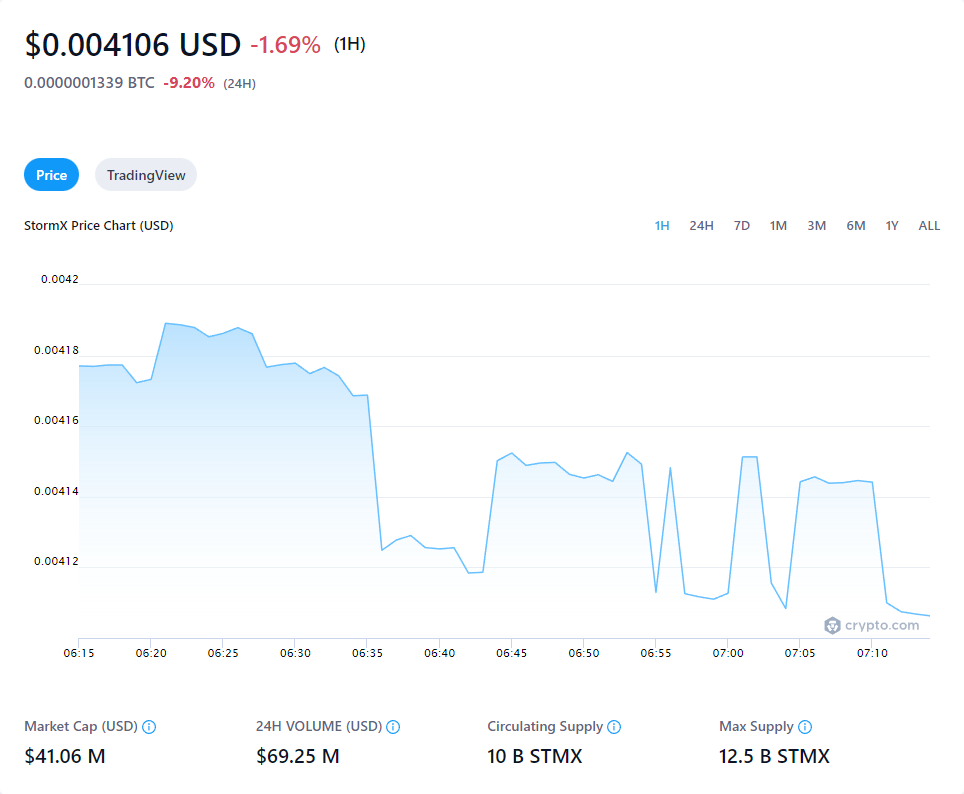 $0.004106 USD -1.69% (1H)
0.0000001339 BTC -9.20% (24H)
Price TradingView
StormX Price Chart (USD) 1H 24H 7D 1M 3M 6M 1Y ALL
0.0042
0.00418
0.00416
0.00414
0.00412
crypto.com
06:15 06:20 06:25 06:30 06:35 06:40 06:45 06:50 06:55 07:00 07:05 07:10
Market Cap (USD) 24H VOLUME (USD) Circulating Supply Max Supply
$41.06 M $69.25 M 10 B STMX 12.5 B STMX